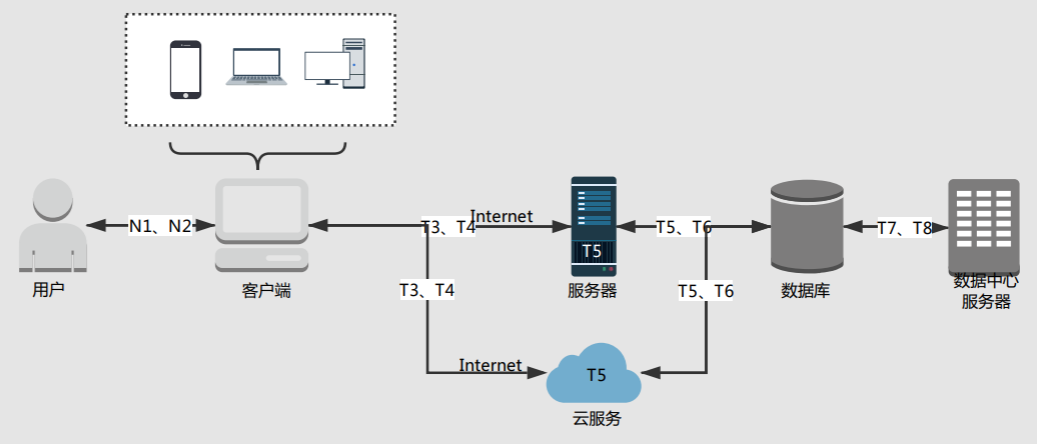 N1、N2
T3、T4
Internet
T5、T6
T7、T8
T5
用户
客户端
T3、T4
服务器
T5、T6
数据库
数据中心
服务器
Internet
T5
云服务